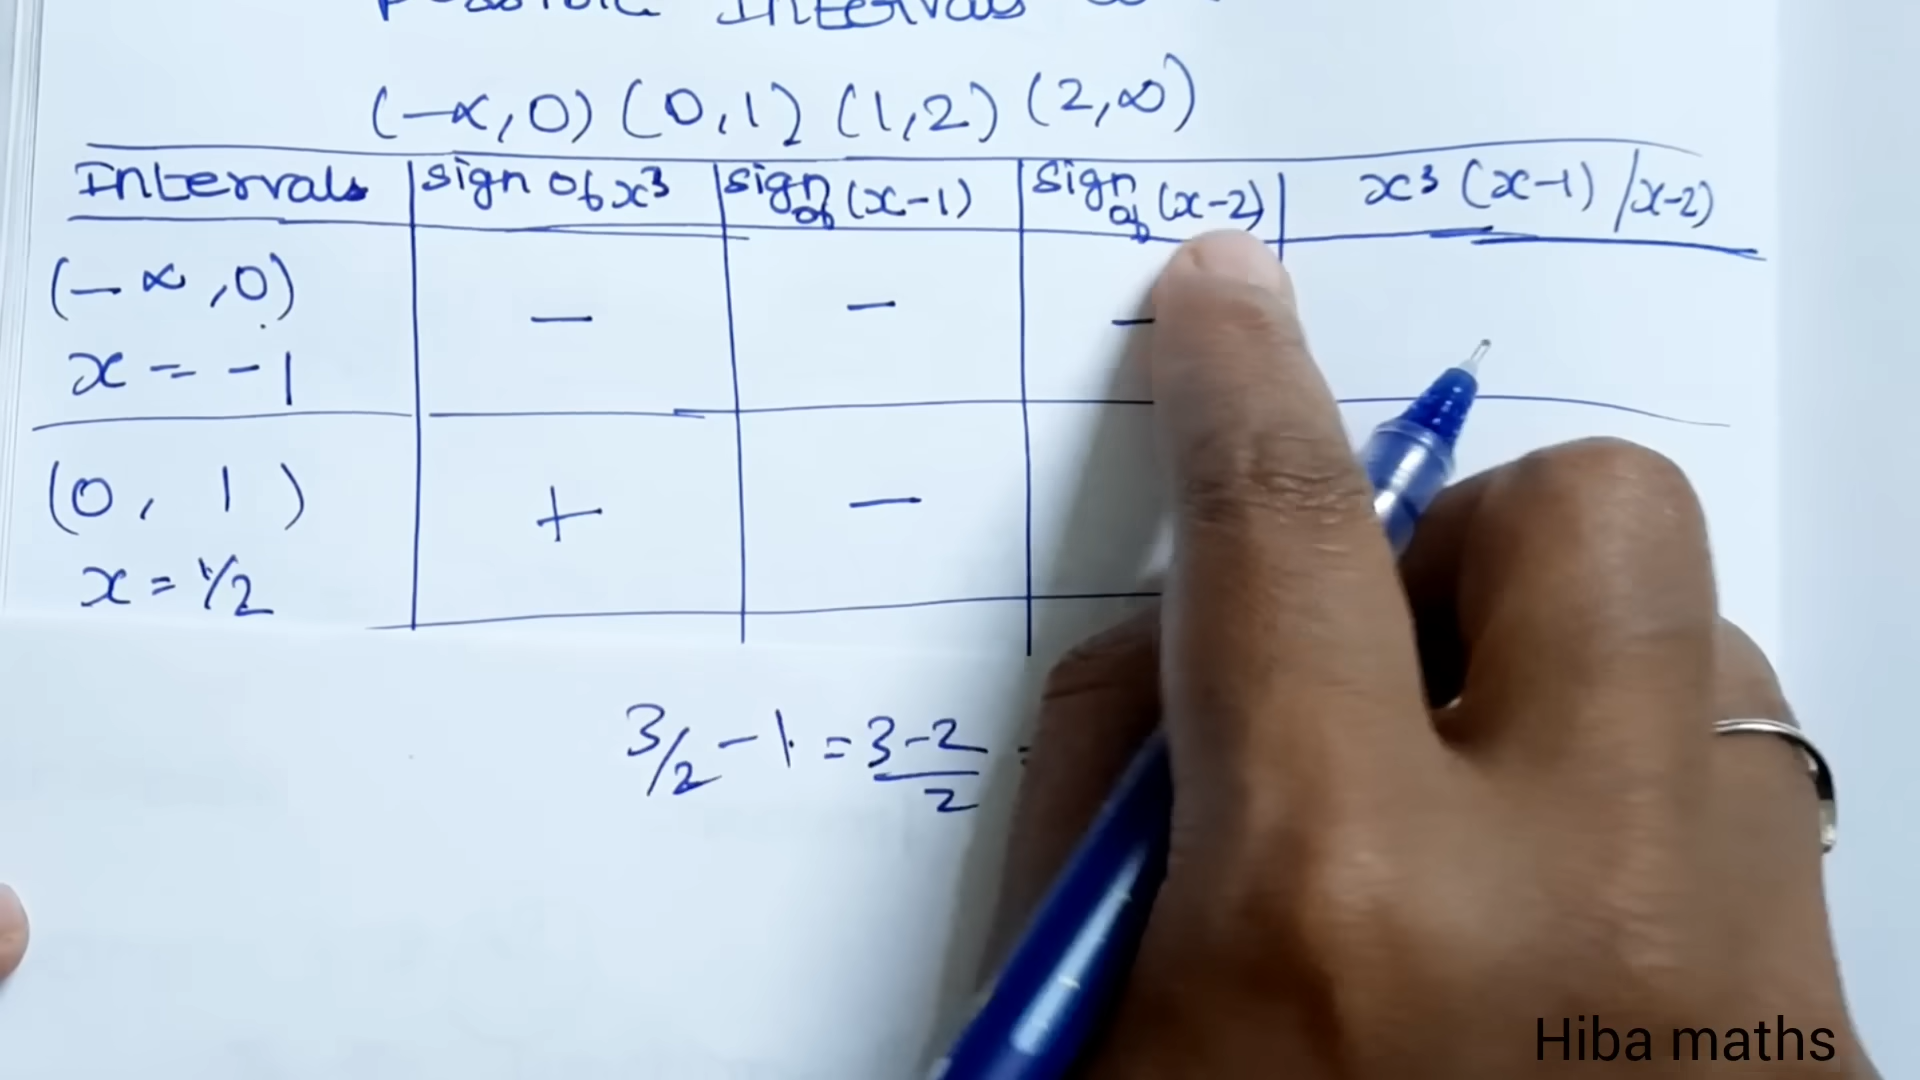 Intervals
(-∝,0) (0,1) (1,2) (2,∞)
Intervals sign of x³ sign of (x-1) sign of (x-2) x³ (x-1) / x-2)
(-∝,0) - - -
x = -1
(0, 1) + -
x = 1/2
3/2 - 1 = 3-2/2 =
Hiba maths